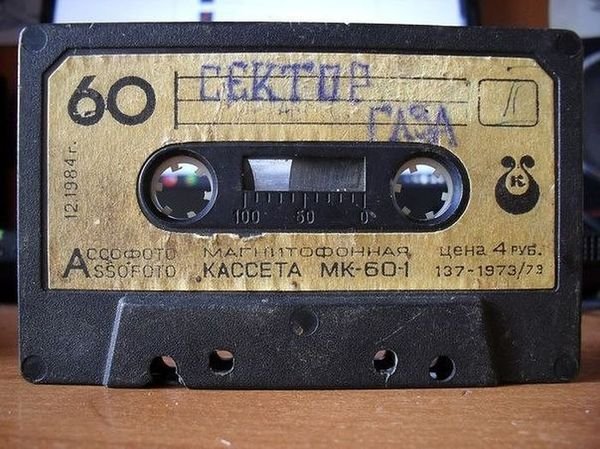 60
СЕКТОР
ГАЗА
12.1984 г.
К
100 50 0
АССОФОТО
ASSOFOTO
МАГНИТОФОННАЯ
КАССЕТА МК-60-1
цена 4 РУБ.
137-1973/79